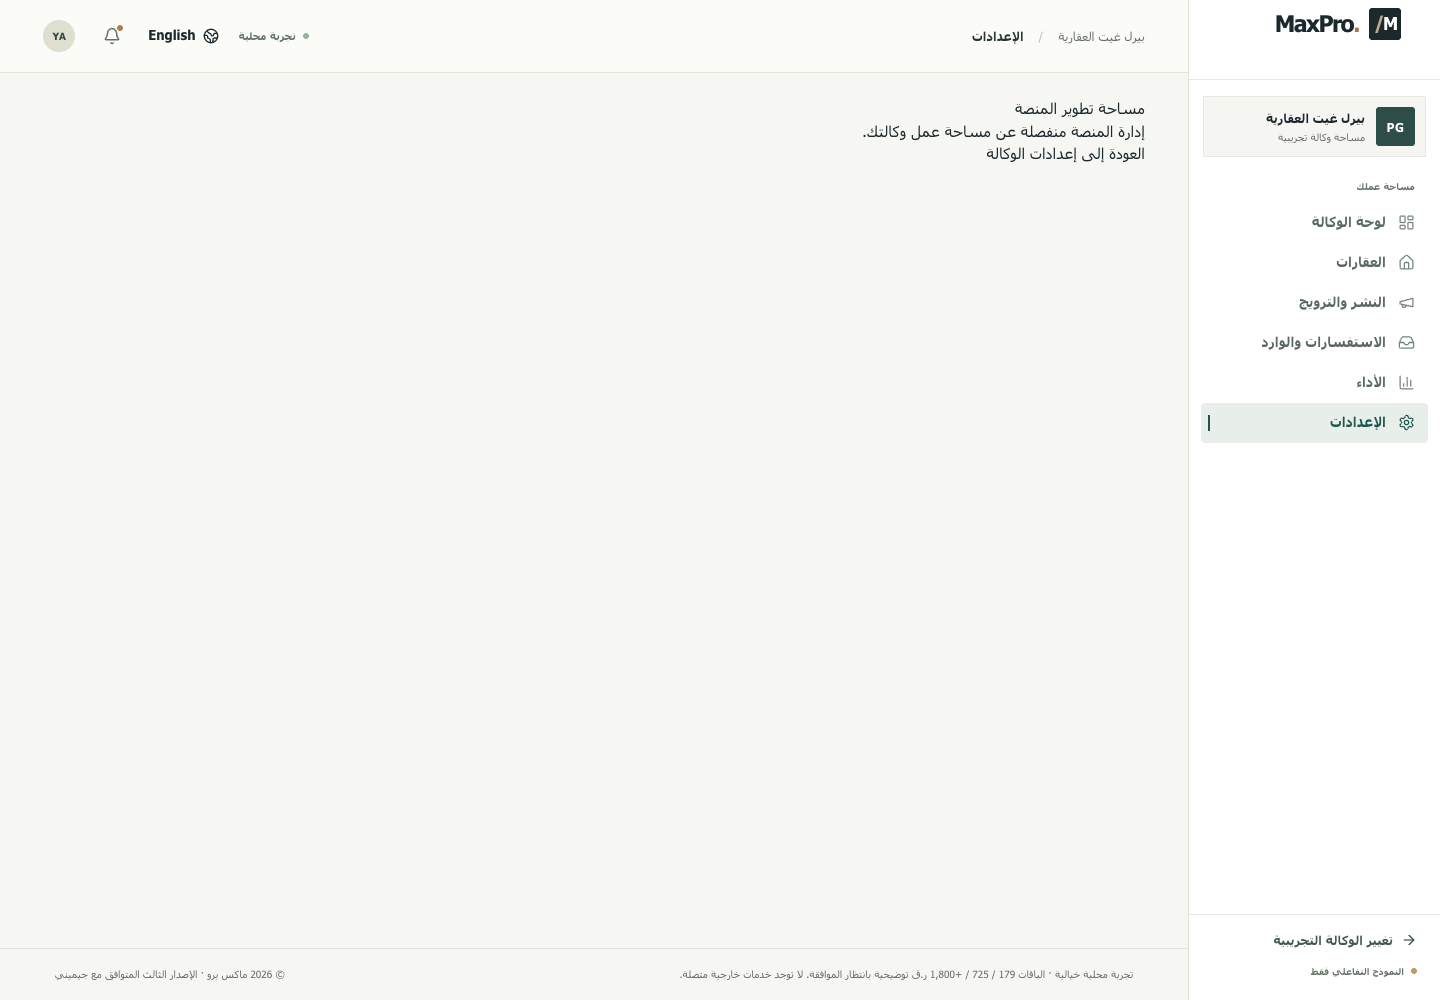 /M MaxPro.
PG
بيرل غيت العقارية
مساحة وكالة تجريبية
مساحة عملك
لوحة الوكالة
العقارات
النشر والترويج
الاستفسارات والوارد
الأداء
الإعدادات
تغيير الوكالة التجريبية
النموذج التفاعلي فقط
بيرل غيت العقارية / الإعدادات
تجربة محلية
English
YA
مساحة تطوير المنصة
إدارة المنصة منفصلة عن مساحة عمل وكالتك.
العودة إلى إعدادات الوكالة
تجربة محلية خيالية · الباقات 179 / 725 / +1,800 ر.ق توضيحية بانتظار الموافقة. لا توجد خدمات خارجية متصلة.
© 2026 ماكس برو · الإصدار الثالث المتوافق مع جيميني